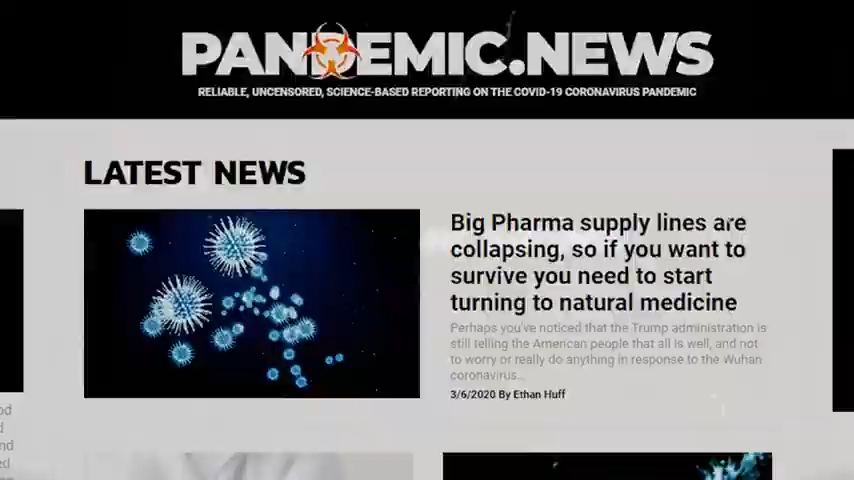 PANDEMIC.NEWS
RELIABLE, UNCENSORED, SCIENCE-BASED REPORTING ON THE COVID-19 CORONAVIRUS PANDEMIC
LATEST NEWS
Big Pharma supply lines are
collapsing, so if you want to
survive you need to start
turning to natural medicine
Perhaps you've noticed that the Trump administration is
still telling the American people that all is well, and not
to worry or really do anything in response to the Wuhan
coronavirus...
3/6/2020 By Ethan Huff